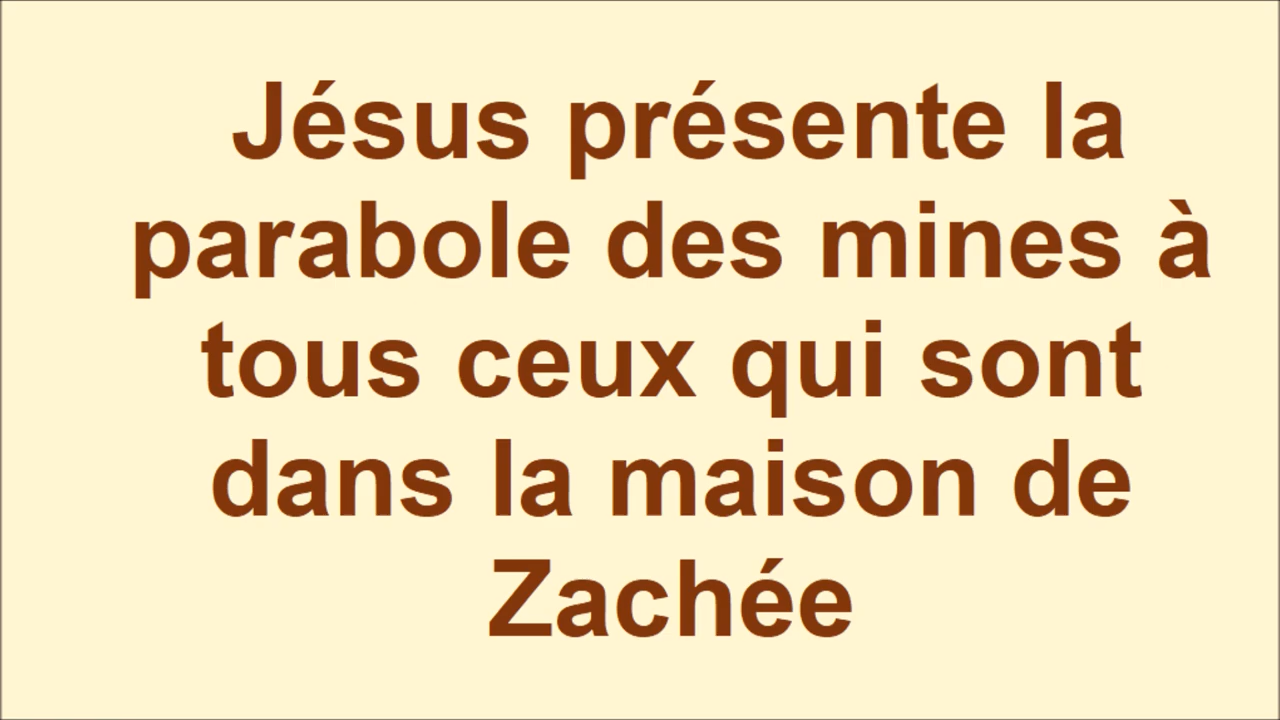 Jésus présente la
parabole des mines à
tous ceux qui sont
dans la maison de
Zachée